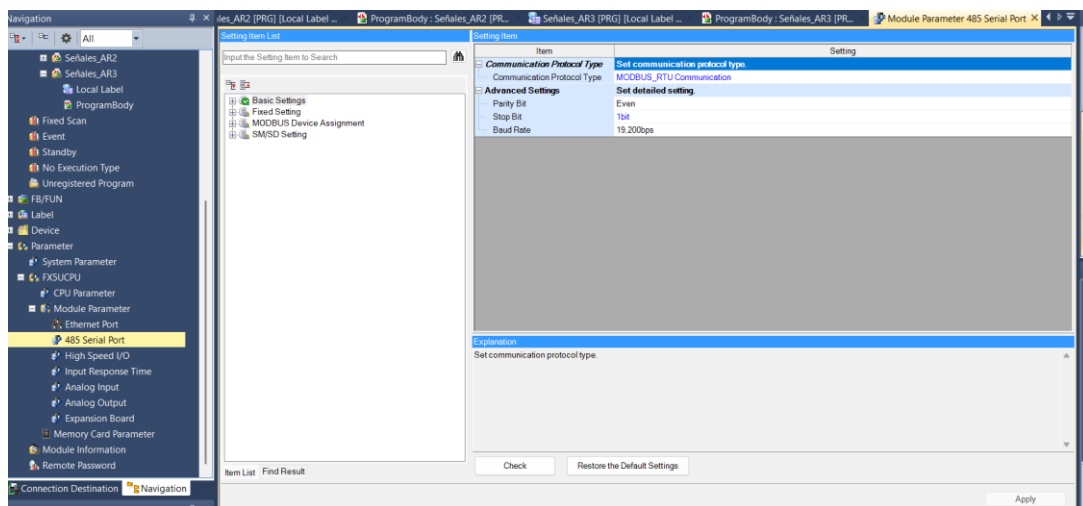 Navigation
les_AR2 [PRG] [Local Label ...
ProgramBody : Señales_AR2 [PR...
Señales_AR3 [PRG] [Local Label ...
ProgramBody : Señales_AR3 [PR...
Module Parameter 485 Serial Port
All
Señales_AR2
Señales_AR3
Local Label
ProgramBody
Fixed Scan
Event
Standby
No Execution Type
Unregistered Program
FB/FUN
Label
Device
Parameter
System Parameter
FX5UCPU
CPU Parameter
Module Parameter
Ethernet Port
485 Serial Port
High Speed I/O
Input Response Time
Analog Input
Analog Output
Expansion Board
Memory Card Parameter
Module Information
Remote Password
Connection Destination Navigation
Setting Item List
Input the Setting Item to Search
Basic Settings
Fixed Setting
MODBUS Device Assignment
SM/SD Setting
Item List Find Result
Setting Item
Item Setting
Communication Protocol Type Set communication protocol type.
Communication Protocol Type MODBUS_RTU Communication
Advanced Settings Set detailed setting.
Parity Bit Even
Stop Bit 1bit
Baud Rate 19,200bps
Explanation
Set communication protocol type.
Check Restore the Default Settings
Apply